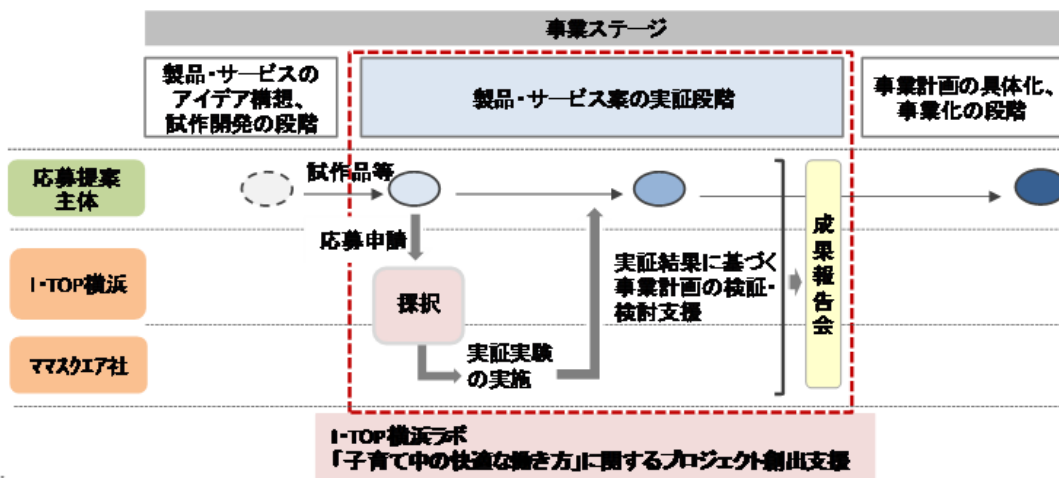 事業ステージ
製品・サービスの
アイデア構想、
試作開発の段階
製品・サービス案の実証段階
事業計画の具体化、
事業化の段階
応募提案
主体
試作品等
応募申請
I・TOP横浜
採択
実証結果に基づく
事業計画の検証・
検討支援
成果報告会
ママスクエア社
実証実験
の実施
I・TOP横浜ラボ
「子育て中の快適な働き方」に関するプロジェクト創出支援